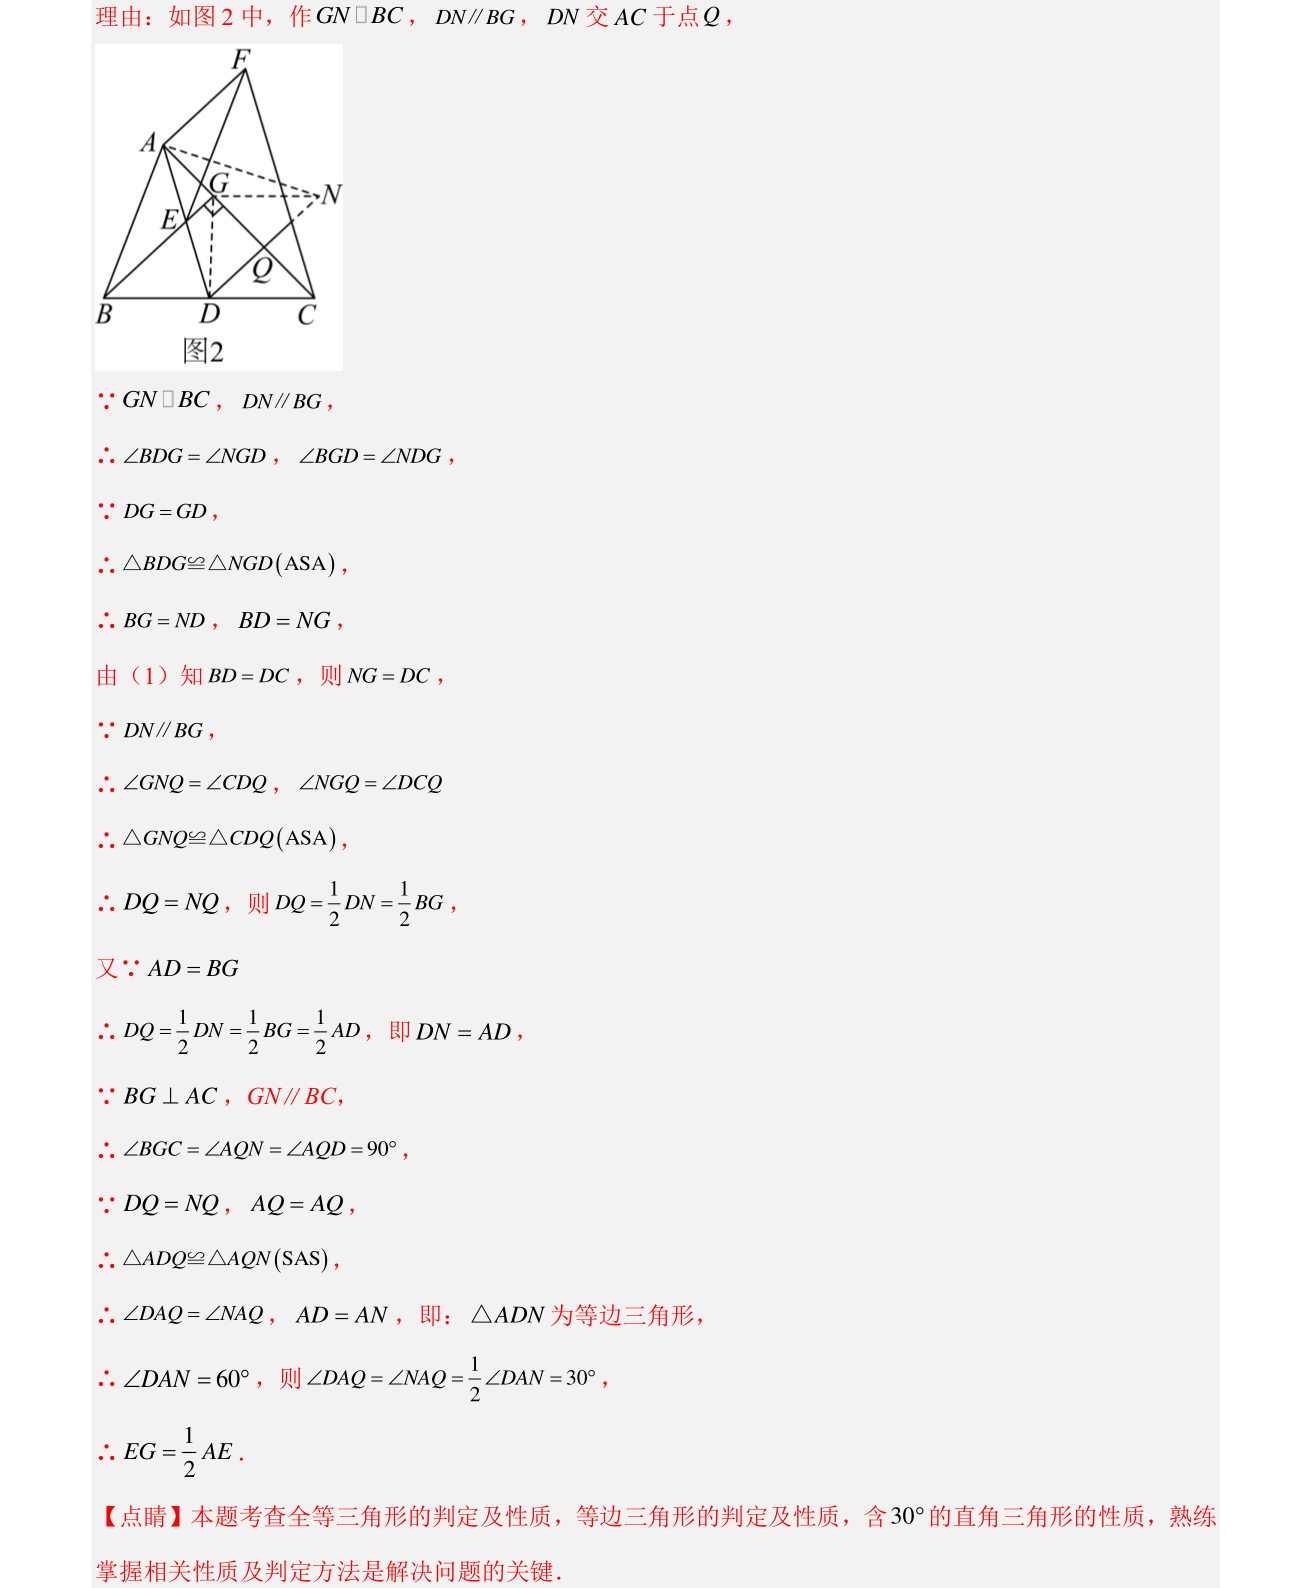 理由：如图2中，作GN▯BC，DN∥BG，DN交AC于点Q，
F
A
G
N
E
Q
B D C
图2
∵GN▯BC，DN∥BG，
∴∠BDG=∠NGD，∠BGD=∠NDG，
∵DG=GD，
∴△BDG≌△NGD(ASA)，
∴BG=ND，BD=NG，
由（1）知BD=DC，则NG=DC，
∵DN∥BG，
∴∠GNQ=∠CDQ，∠NGQ=∠DCQ
∴△GNQ≌△CDQ(ASA)，
∴DQ=NQ，则DQ=1/2DN=1/2BG，
又∵AD=BG
∴DQ=1/2DN=1/2BG=1/2AD，即DN=AD，
∵BG⊥AC，GN∥BC，
∴∠BGC=∠AQN=∠AQD=90°，
∵DQ=NQ，AQ=AQ，
∴△ADQ≌△AQN(SAS)，
∴∠DAQ=∠NAQ，AD=AN，即：△ADN为等边三角形，
∴∠DAN=60°，则∠DAQ=∠NAQ=1/2∠DAN=30°，
∴EG=1/2AE．
【点睛】本题考查全等三角形的判定及性质，等边三角形的判定及性质，含30°的直角三角形的性质，熟练
掌握相关性质及判定方法是解决问题的关键．